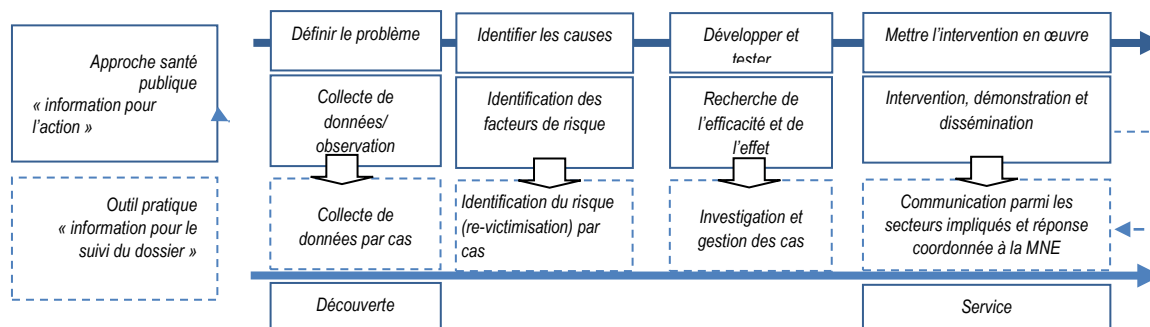 Approche santé
publique
« information pour
l'action »
Définir le problème
Identifier les causes
Développer et
tester
Mettre l'intervention en œuvre
Collecte de
données/
observation
Identification des
facteurs de risque
Recherche de
l'efficacité et de
l'effet
Intervention, démonstration et
dissémination
Outil pratique
« information pour le
suivi du dossier »
Collecte de
données par cas
Identification du risque
(re-victimisation) par
cas
Investigation et
gestion des cas
Communication parmi les
secteurs impliqués et réponse
coordonnée à la MNE
Découverte
Service